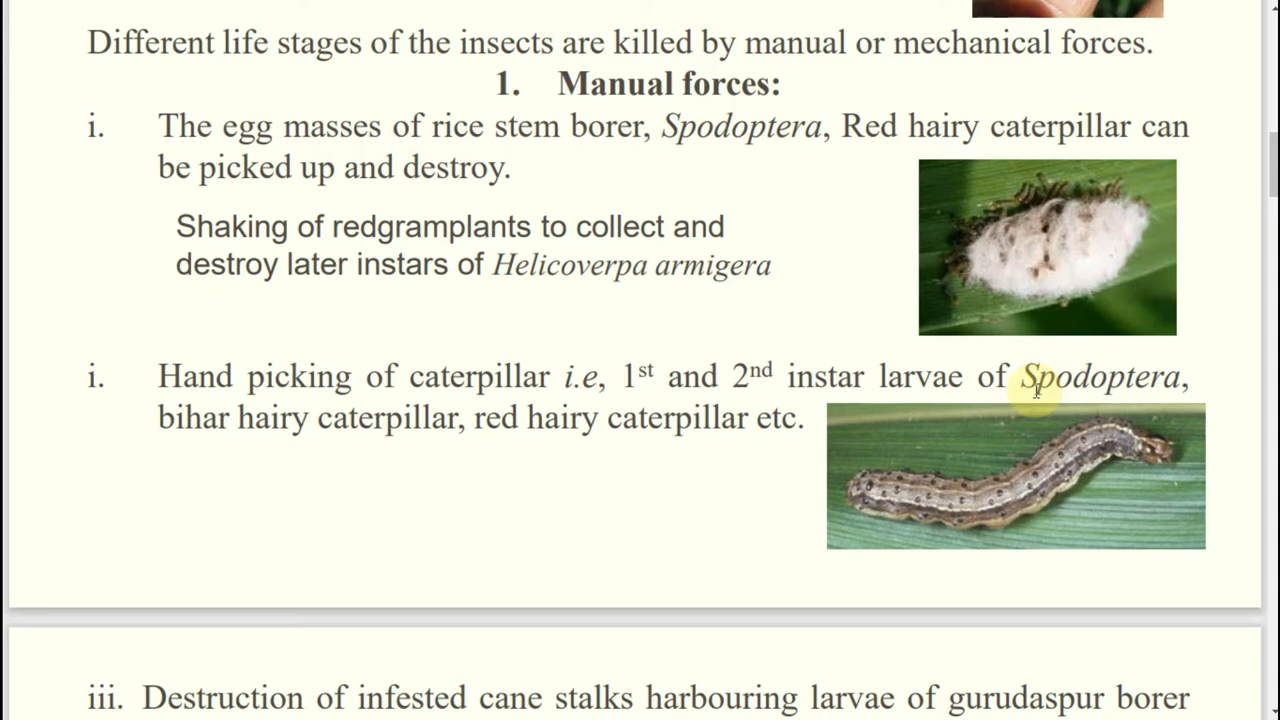 Different life stages of the insects are killed by manual or mechanical forces.
1. Manual forces:
i. The egg masses of rice stem borer, Spodoptera, Red hairy caterpillar can
be picked up and destroy.
Shaking of redgramplants to collect and
destroy later instars of Helicoverpa armigera
i. Hand picking of caterpillar i.e, 1st and 2nd instar larvae of Spodoptera,
bihar hairy caterpillar, red hairy caterpillar etc.
iii. Destruction of infested cane stalks harbouring larvae of gurudaspur borer